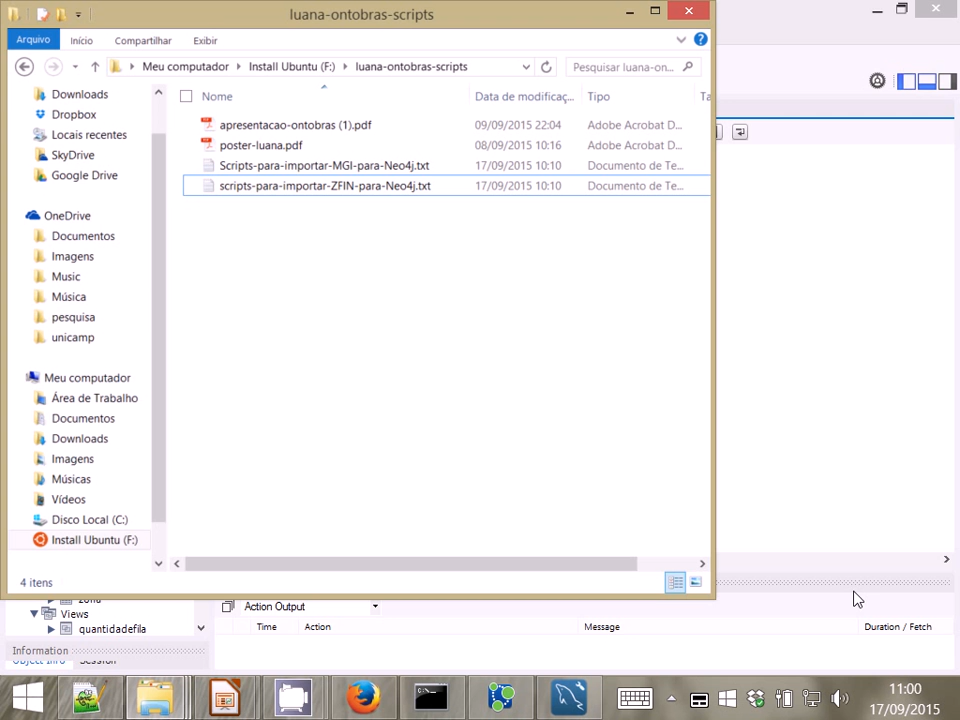 luana-ontobras-scripts
Arquivo Início Compartilhar Exibir
Meu computador Install Ubuntu (F:) luana-ontobras-scripts
Pesquisar luana-on...
Nome Data de modificaç... Tipo Ta
apresentacao-ontobras (1).pdf 09/09/2015 22:04 Adobe Acrobat D...
poster-luana.pdf 08/09/2015 10:16 Adobe Acrobat D...
Scripts-para-importar-MGI-para-Neo4j.txt 17/09/2015 10:10 Documento de Te...
scripts-para-importar-ZFIN-para-Neo4j.txt 17/09/2015 10:10 Documento de Te...
Downloads
Dropbox
Locais recentes
SkyDrive
Google Drive
OneDrive
Documentos
Imagens
Music
Música
pesquisa
unicamp
Meu computador
Área de Trabalho
Documentos
Downloads
Imagens
Músicas
Vídeos
Disco Local (C:)
Install Ubuntu (F:)
4 itens
Views
quantidadefila
Information
Object Info Session
Action Output
Time Action Message Duration / Fetch
11:00
17/09/2015